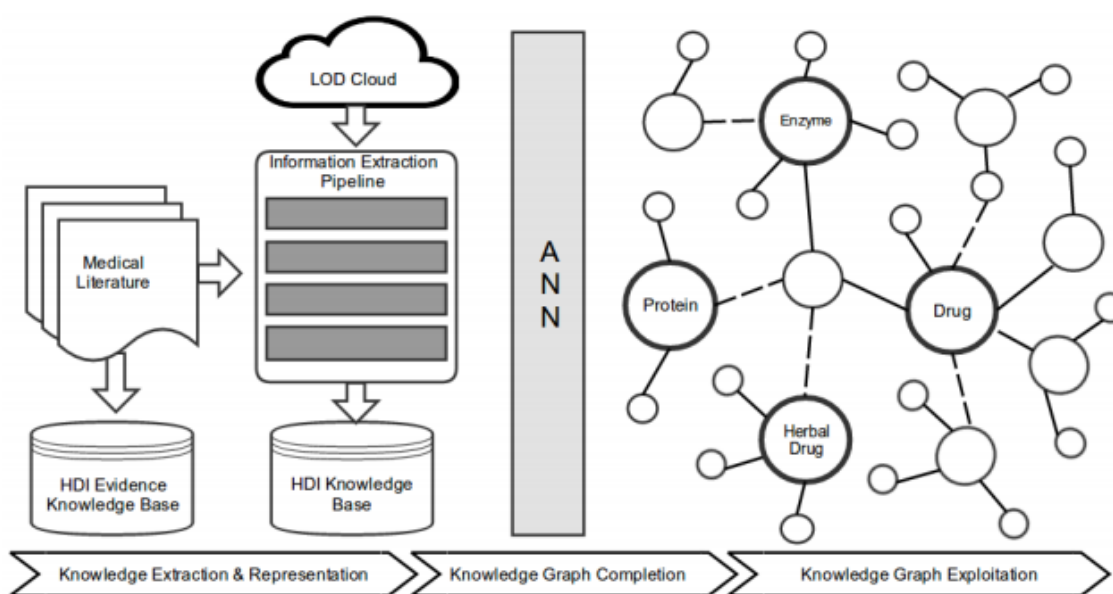 LOD Cloud
Information Extraction
Pipeline
Medical
Literature
HDI Evidence
Knowledge Base
HDI Knowledge
Base
A
N
N
Enzyme
Protein
Drug
Herbal
Drug
Knowledge Extraction & Representation
Knowledge Graph Completion
Knowledge Graph Exploitation